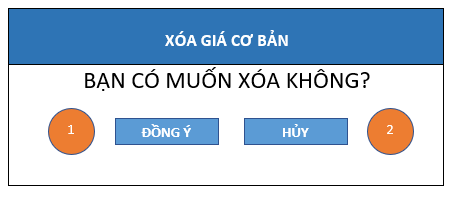 XÓA GIÁ CƠ BẢN
BẠN CÓ MUỐN XÓA KHÔNG?
1 ĐỒNG Ý HỦY 2